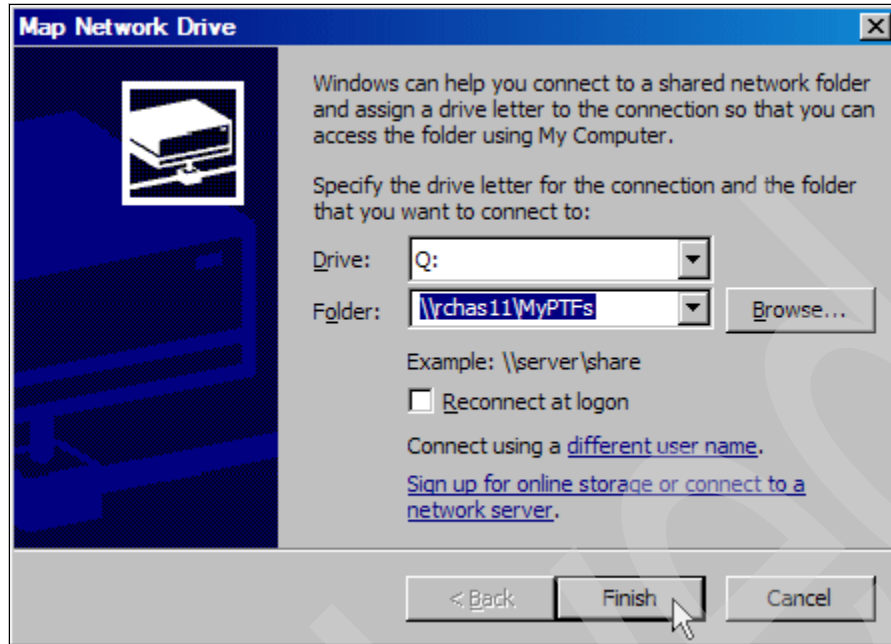 Map Network Drive
Windows can help you connect to a shared network folder
and assign a drive letter to the connection so that you can
access the folder using My Computer.
Specify the drive letter for the connection and the folder
that you want to connect to:
Drive: Q:
Folder: \\rchas11\MyPTFs Browse...
Example: \\server\share
Reconnect at logon
Connect using a different user name.
Sign up for online storage or connect to a
network server.
< Back Finish Cancel